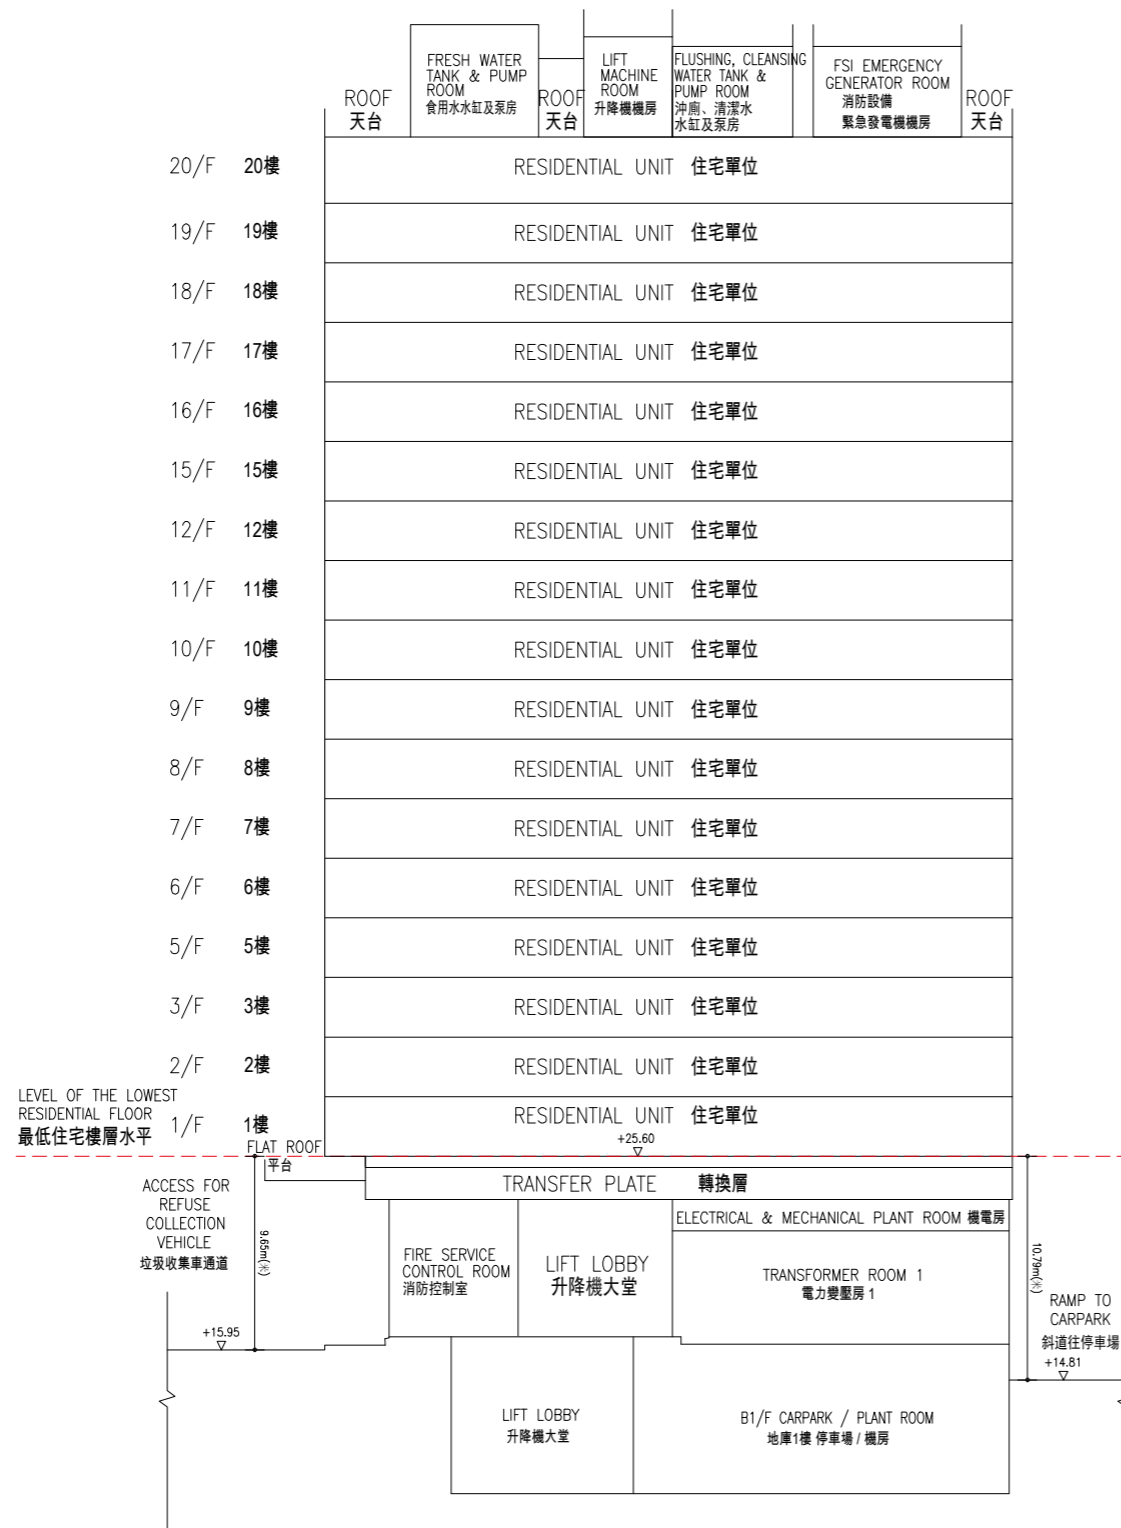 FRESH WATER
TANK & PUMP
ROOM
食用水水缸及泵房
LIFT
MACHINE
ROOM
升降機機房
FLUSHING, CLEANSING
WATER TANK &
PUMP ROOM
沖廁、清潔水
水缸及泵房
FSI EMERGENCY
GENERATOR ROOM
消防設備
緊急發電機機房
ROOF
天台
ROOF
天台
ROOF
天台
20/F 20樓 RESIDENTIAL UNIT 住宅單位
19/F 19樓 RESIDENTIAL UNIT 住宅單位
18/F 18樓 RESIDENTIAL UNIT 住宅單位
17/F 17樓 RESIDENTIAL UNIT 住宅單位
16/F 16樓 RESIDENTIAL UNIT 住宅單位
15/F 15樓 RESIDENTIAL UNIT 住宅單位
12/F 12樓 RESIDENTIAL UNIT 住宅單位
11/F 11樓 RESIDENTIAL UNIT 住宅單位
10/F 10樓 RESIDENTIAL UNIT 住宅單位
9/F 9樓 RESIDENTIAL UNIT 住宅單位
8/F 8樓 RESIDENTIAL UNIT 住宅單位
7/F 7樓 RESIDENTIAL UNIT 住宅單位
6/F 6樓 RESIDENTIAL UNIT 住宅單位
5/F 5樓 RESIDENTIAL UNIT 住宅單位
3/F 3樓 RESIDENTIAL UNIT 住宅單位
2/F 2樓 RESIDENTIAL UNIT 住宅單位
LEVEL OF THE LOWEST
RESIDENTIAL FLOOR
最低住宅樓層水平
1/F 1樓 RESIDENTIAL UNIT 住宅單位
+25.60
FLAT ROOF
平台
TRANSFER PLATE 轉換層
ACCESS FOR
REFUSE
COLLECTION
VEHICLE
垃圾收集車通道
9.65m(米)
+15.95
FIRE SERVICE
CONTROL ROOM
消防控制室
LIFT LOBBY
升降機大堂
ELECTRICAL & MECHANICAL PLANT ROOM 機電房
TRANSFORMER ROOM 1
電力變壓房 1
10.79m(米)
RAMP TO
CARPARK
斜道往停車場
+14.81
LIFT LOBBY
升降機大堂
B1/F CARPARK / PLANT ROOM
地庫1樓 停車場 / 機房